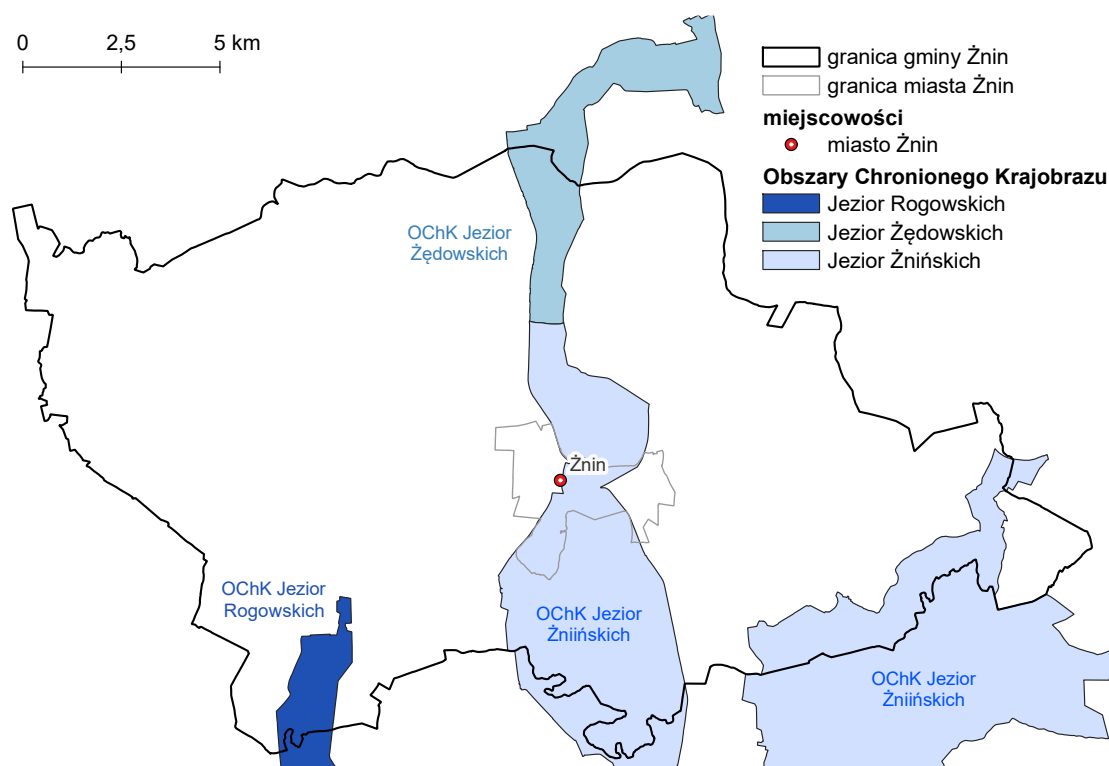 0 2,5 5 km
granica gminy Żnin
granica miasta Żnin
miejscowości
miasto Żnin
Obszary Chronionego Krajobrazu
Jezior Rogowskich
Jezior Żędowskich
Jezior Żnińskich
OChK Jezior
Żędowskich
Żnin
OChK Jezior
Rogowskich
OChK Jezior
Żniińskich
OChK Jezior
Żniińskich